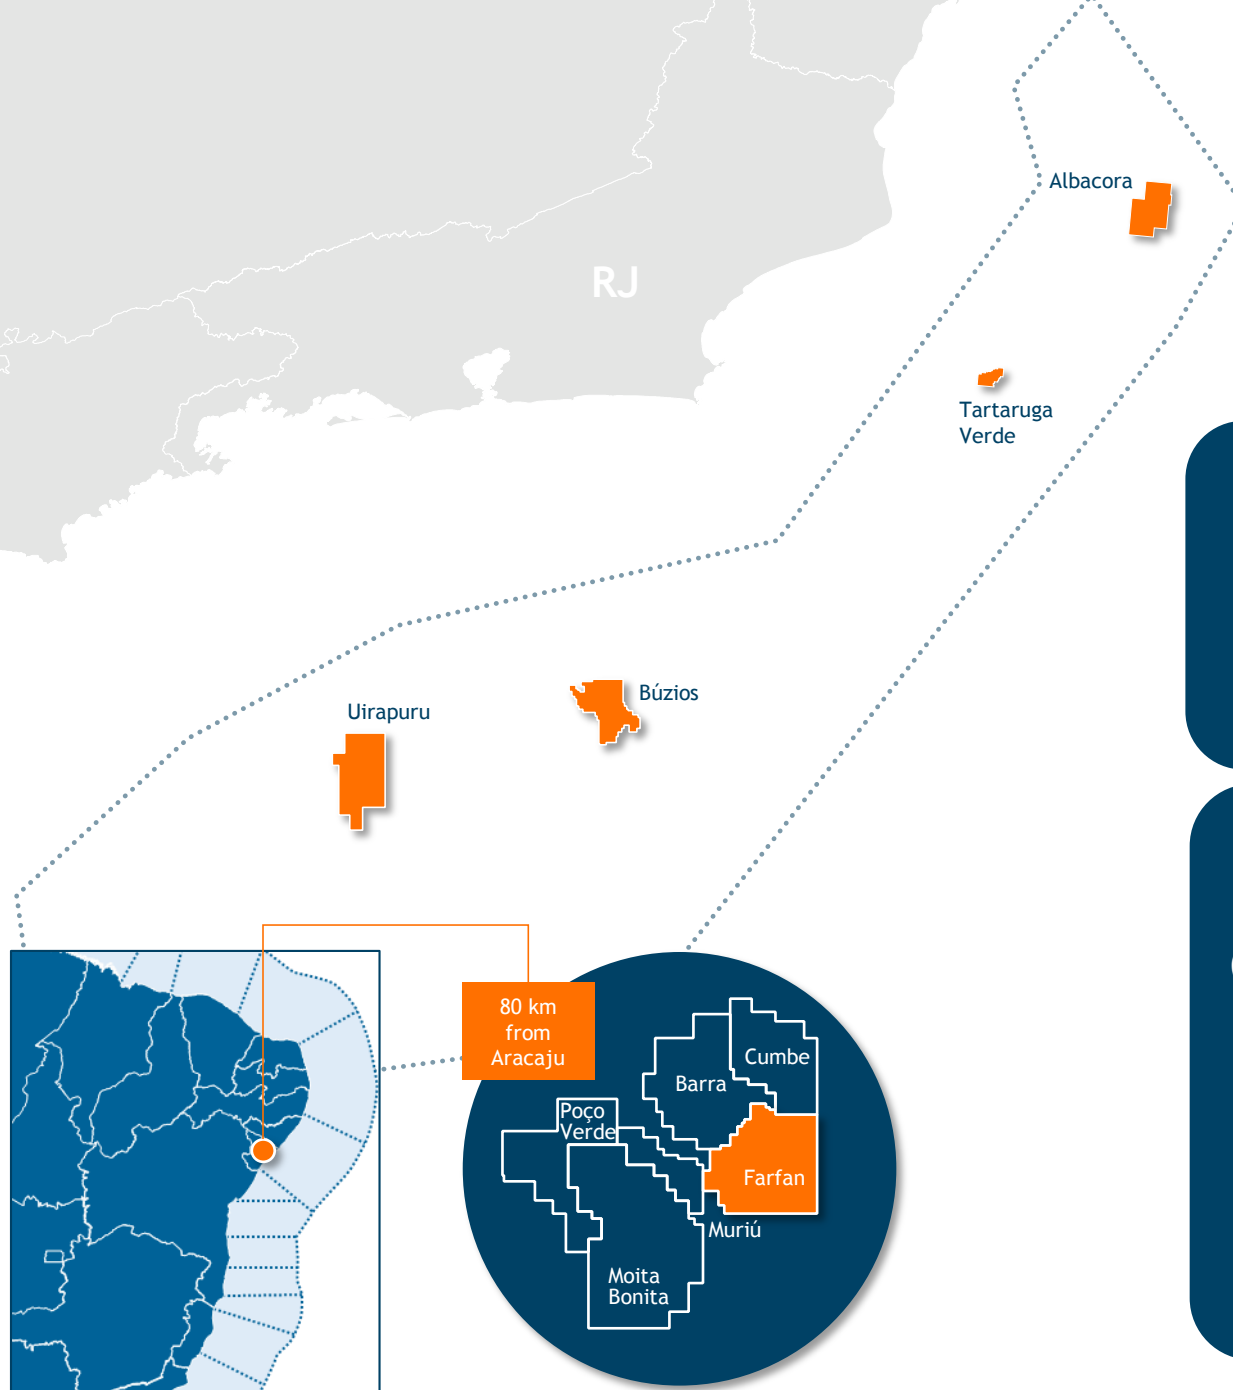 Albacora
RJ
Tartaruga
Verde
Búzios
Uirapuru
80 km
from
Aracaju
Cumbe
Barra
Poço
Verde
Farfan
Muriú
Moita
Bonita